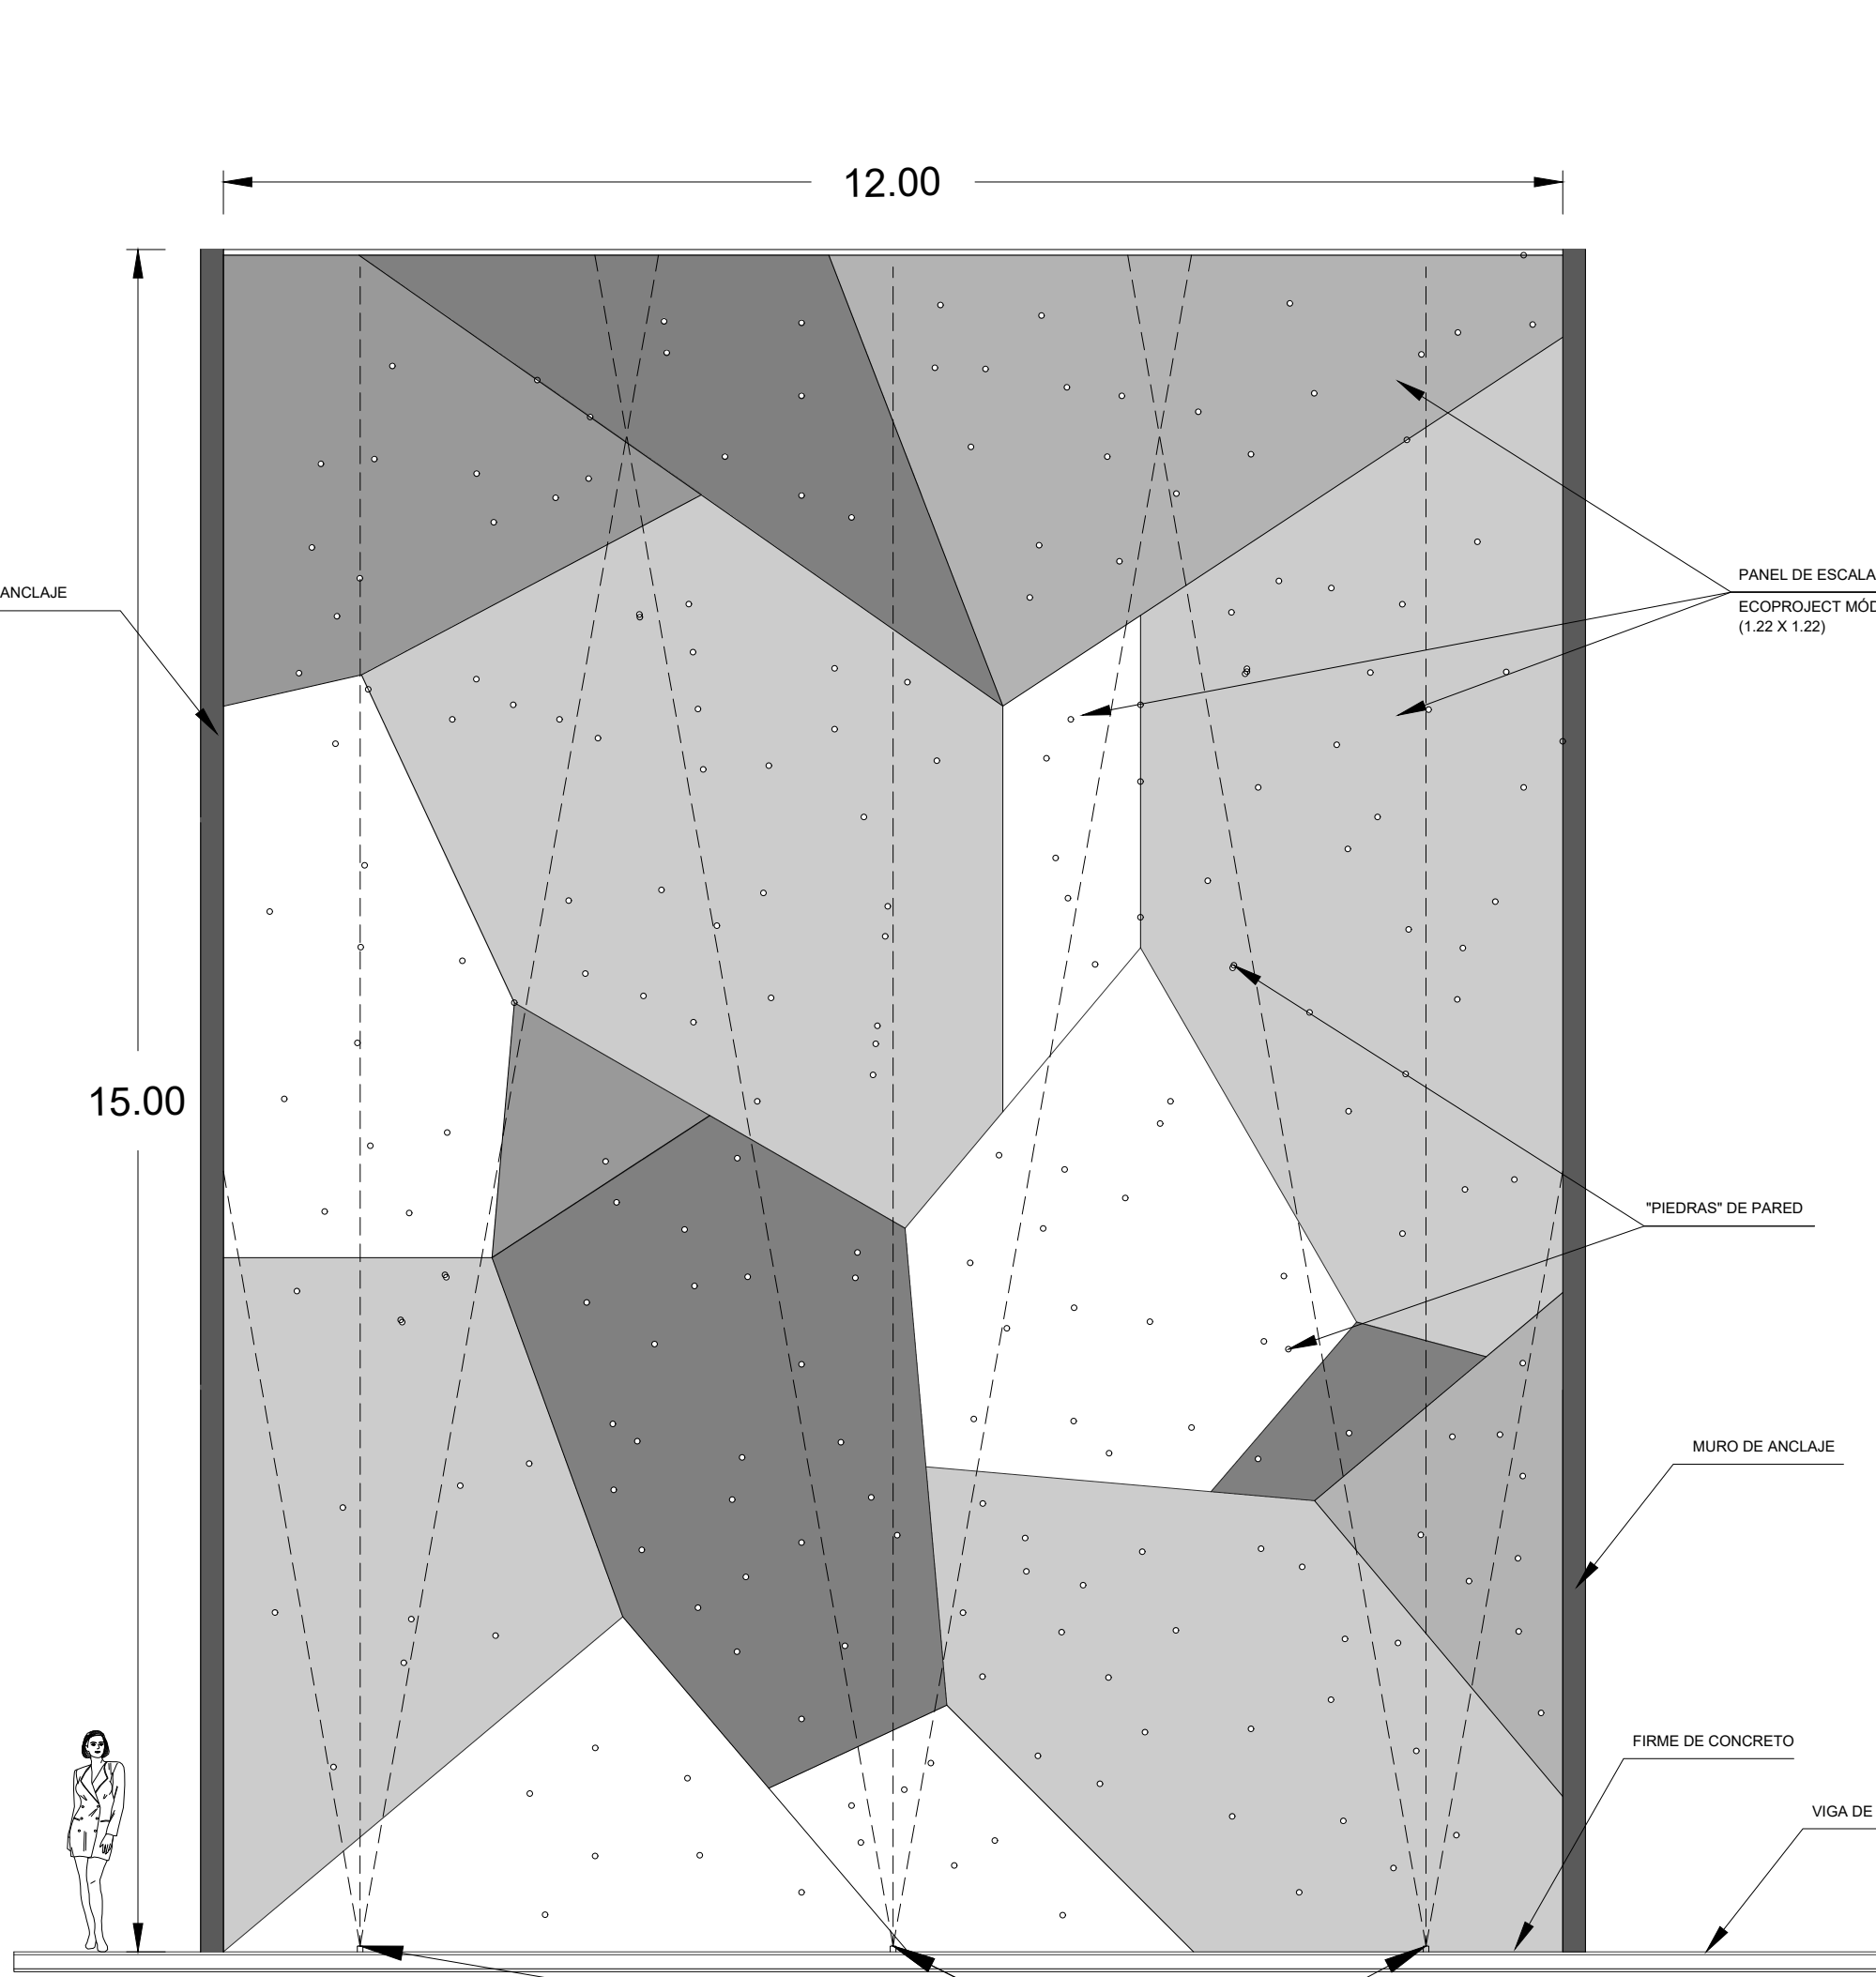 12.00
ANCLAJE
PANEL DE ESCALA
ECOPROJECT MÓD
(1.22 X 1.22)
15.00
"PIEDRAS" DE PARED
MURO DE ANCLAJE
FIRME DE CONCRETO
VIGA DE